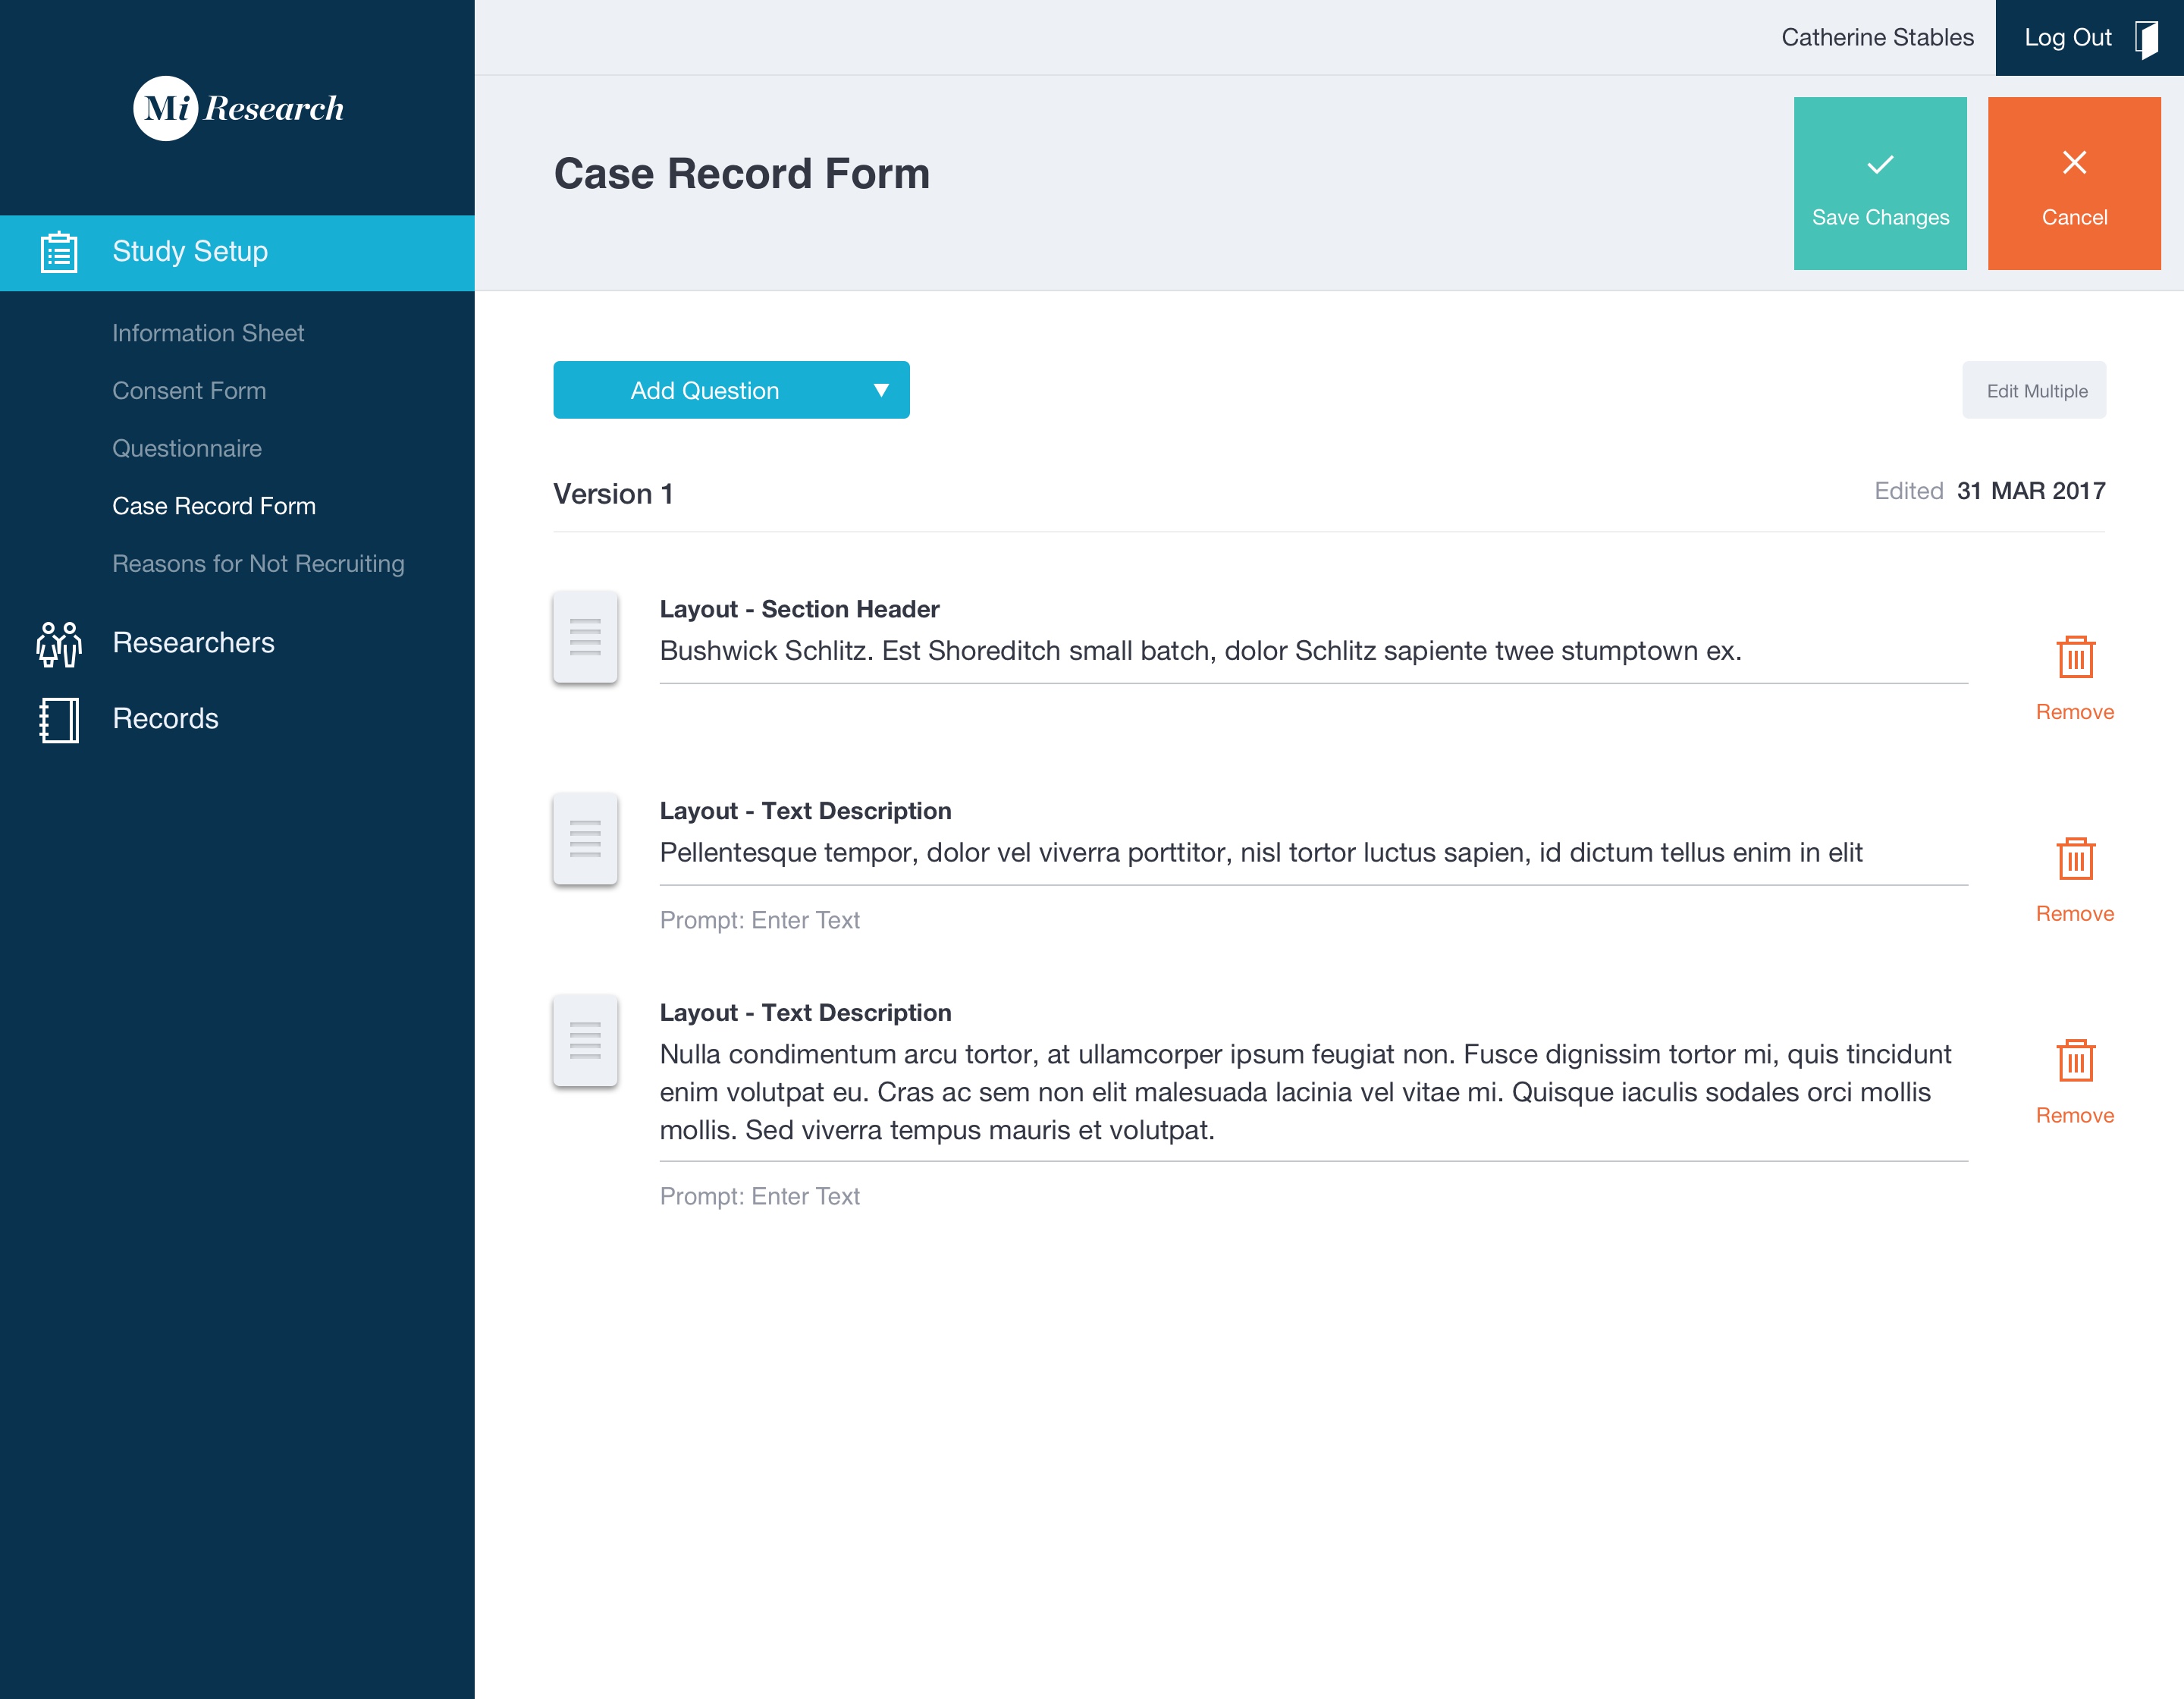 Mi Research
Catherine Stables
Log Out
Case Record Form
Save Changes
Cancel
Study Setup
Information Sheet
Consent Form
Questionnaire
Case Record Form
Reasons for Not Recruiting
Researchers
Records
Add Question
Edit Multiple
Version 1
Edited 31 MAR 2017
Layout - Section Header
Bushwick Schlitz. Est Shoreditch small batch, dolor Schlitz sapiente twee stumptown ex.
Remove
Layout - Text Description
Pellentesque tempor, dolor vel viverra porttitor, nisl tortor luctus sapien, id dictum tellus enim in elit
Remove
Prompt: Enter Text
Layout - Text Description
Nulla condimentum arcu tortor, at ullamcorper ipsum feugiat non. Fusce dignissim tortor mi, quis tincidunt
enim volutpat eu. Cras ac sem non elit malesuada lacinia vel vitae mi. Quisque iaculis sodales orci mollis
mollis. Sed viverra tempus mauris et volutpat.
Remove
Prompt: Enter Text